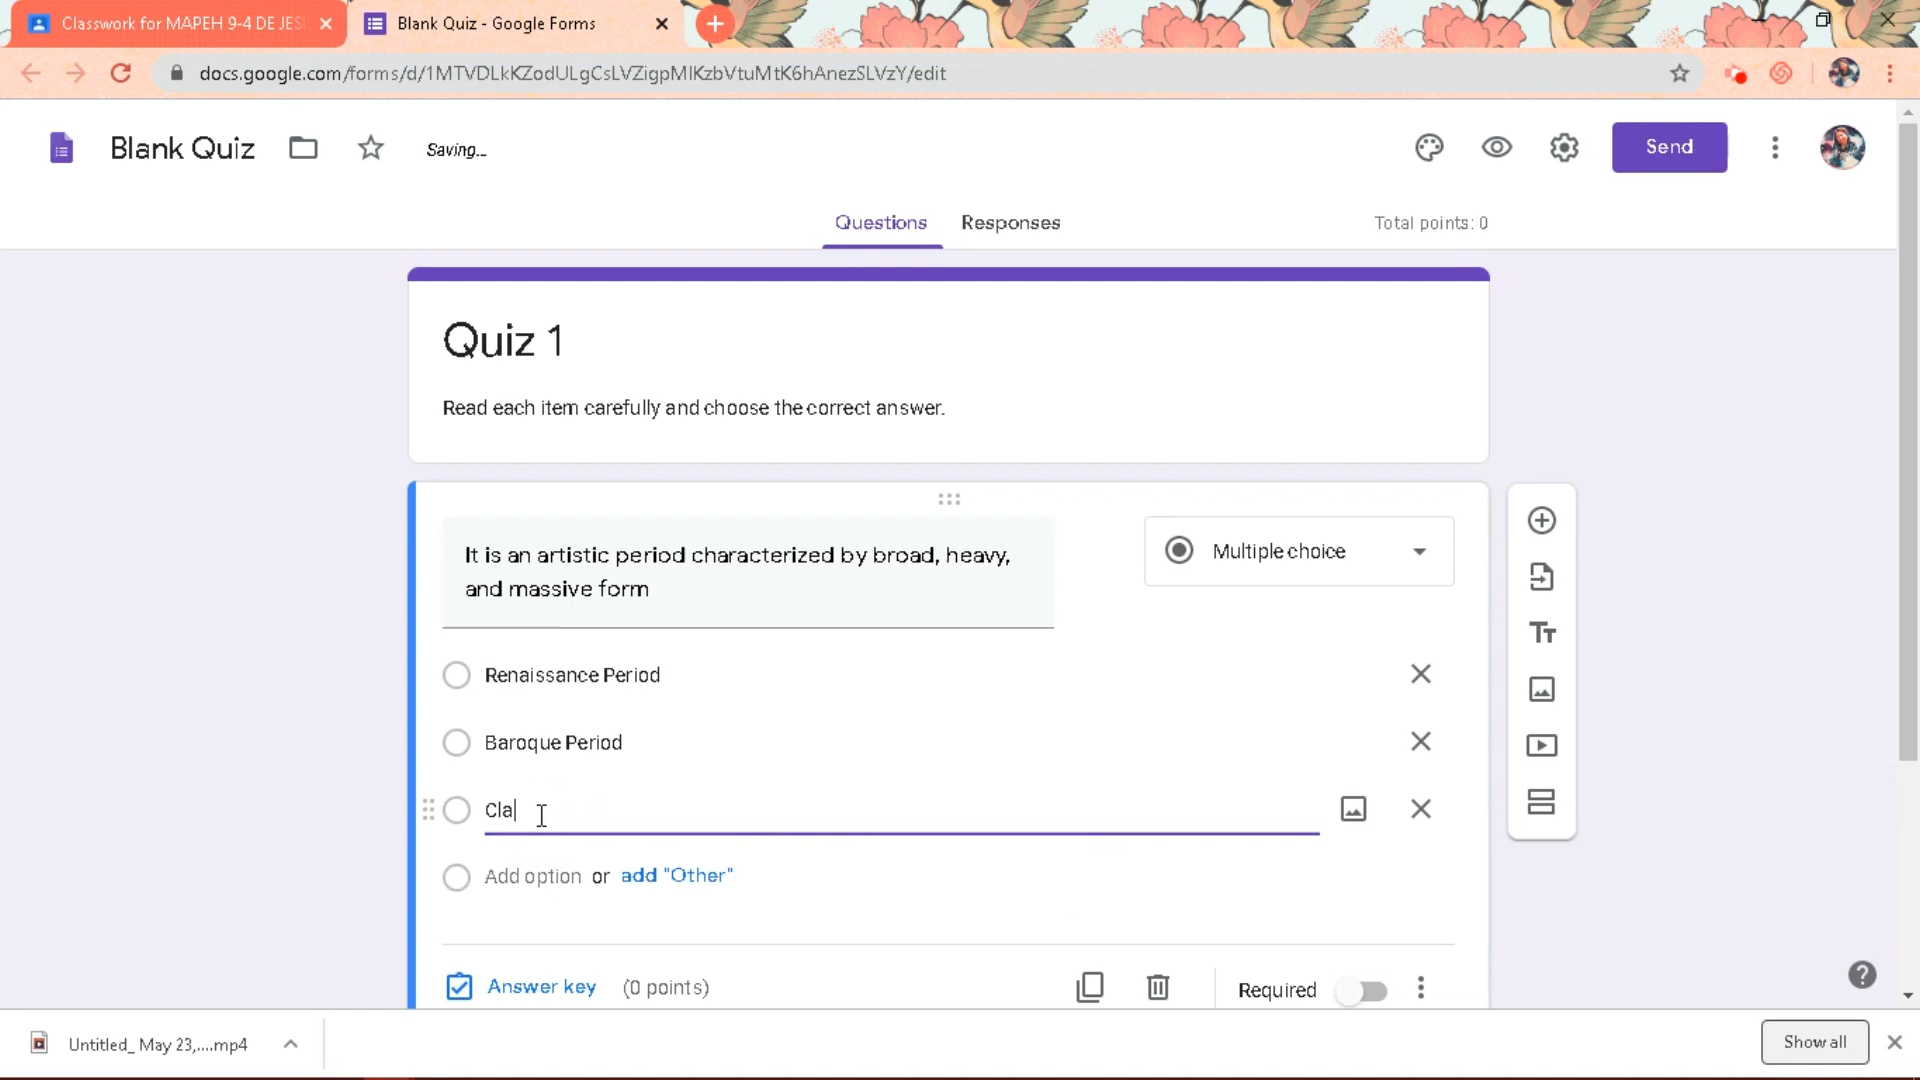 Classwork for MAPEH 9-4 DE JES
Blank Quiz - Google Forms
docs.google.com/forms/d/1MTVDLkKZodULgCsLVZigpMlKzbVtuMtK6hAnezSLVzY/edit
Blank Quiz
Saving...
Send
Questions
Responses
Total points: 0
Quiz 1
Read each item carefully and choose the correct answer.
It is an artistic period characterized by broad, heavy,
and massive form
Multiple choice
Renaissance Period
Baroque Period
Cla
Add option or add "Other"
Answer key (0 points)
Required
Untitled_ May 23,....mp4
Show all